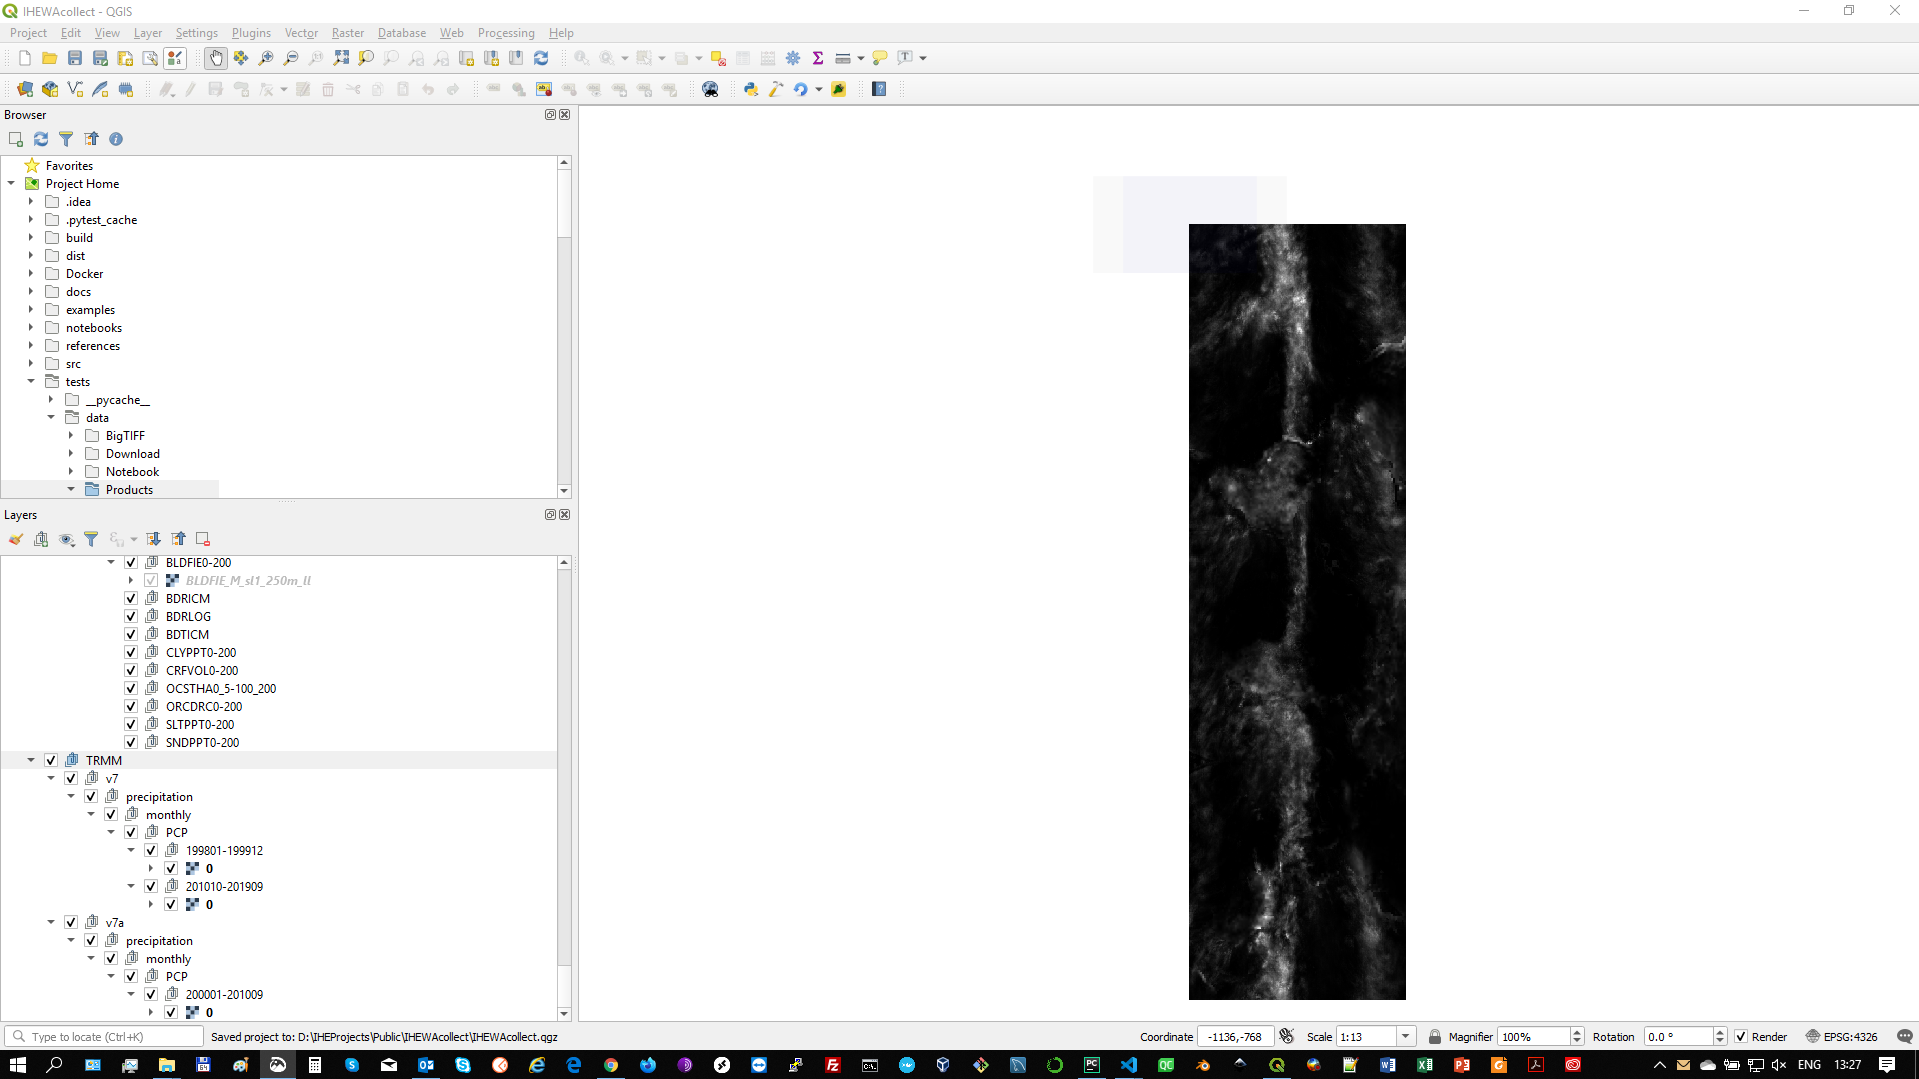 IHEWAcollect - QGIS
Project Edit View Layer Settings Plugins Vector Raster Database Web Processing Help
Browser
Favorites
Project Home
.idea
.pytest_cache
build
dist
Docker
docs
examples
notebooks
references
src
tests
__pycache__
data
BigTIFF
Download
Notebook
Products
Layers
BLDFIE0-200
BLDFIE_M_sl1_250m_ll
BDRICM
BDRLOG
BDTICM
CLYPPT0-200
CRFVOL0-200
OCSTHA0_5-100_200
ORCDRC0-200
SLTPPT0-200
SNDPPT0-200
TRMM
v7
precipitation
monthly
PCP
199801-199912
0
201010-201909
0
v7a
precipitation
monthly
PCP
200001-201009
0
Type to locate (Ctrl+K) Saved project to: D:\IHEProjects\Public\IHEWAcollect\IHEWAcollect.qgz Coordinate -1136,-768 Scale 1:13 Magnifier 100% Rotation 0.0 ° Render EPSG:4326
ENG 13:27